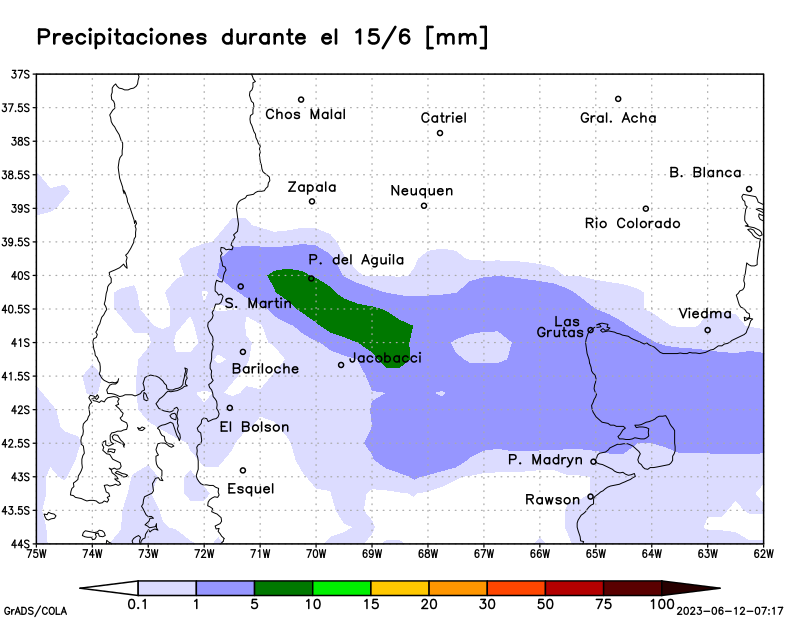 Precipitaciones durante el 15/6 [mm]
37S
37.5S
38S
38.5S
39S
39.5S
40S
40.5S
41S
41.5S
42S
42.5S
43S
43.5S
44S
Chos Malal
Catriel
Gral. Acha
B. Blanca
Zapala
Neuquen
Rio Colorado
P. del Aguila
S. Martin
Las
Grutas
Viedma
Jacobacci
Bariloche
El Bolson
P. Madryn
Esquel
Rawson
75W 74W 73W 72W 71W 70W 69W 68W 67W 66W 65W 64W 63W 62W
0.1 1 5 10 15 20 30 50 75 100
GrADS/COLA
2023-06-12-07:17